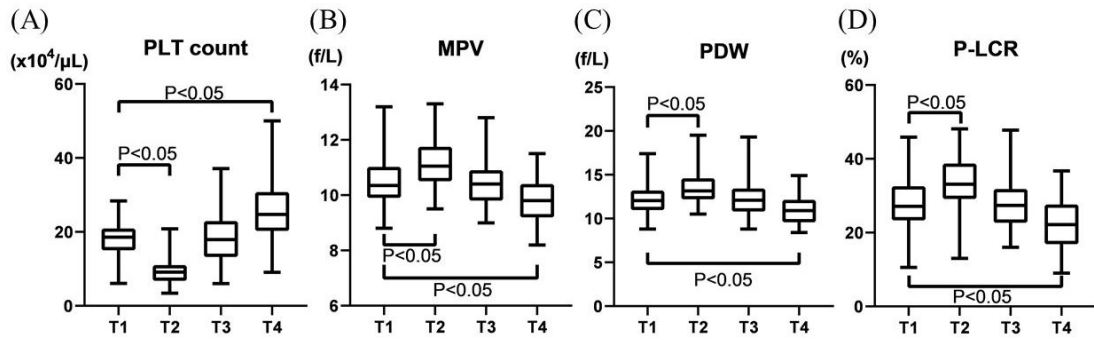 (A)
PLT count
(x10⁴/μL)
60
40
20
0
P<0.05
P<0.05
T1 T2 T3 T4
(B)
MPV
(f/L)
14
12
10
8
6
P<0.05
P<0.05
T1 T2 T3 T4
(C)
PDW
(f/L)
25
20
15
10
5
0
P<0.05
P<0.05
T1 T2 T3 T4
(D)
P-LCR
(%)
60
40
20
0
P<0.05
P<0.05
T1 T2 T3 T4